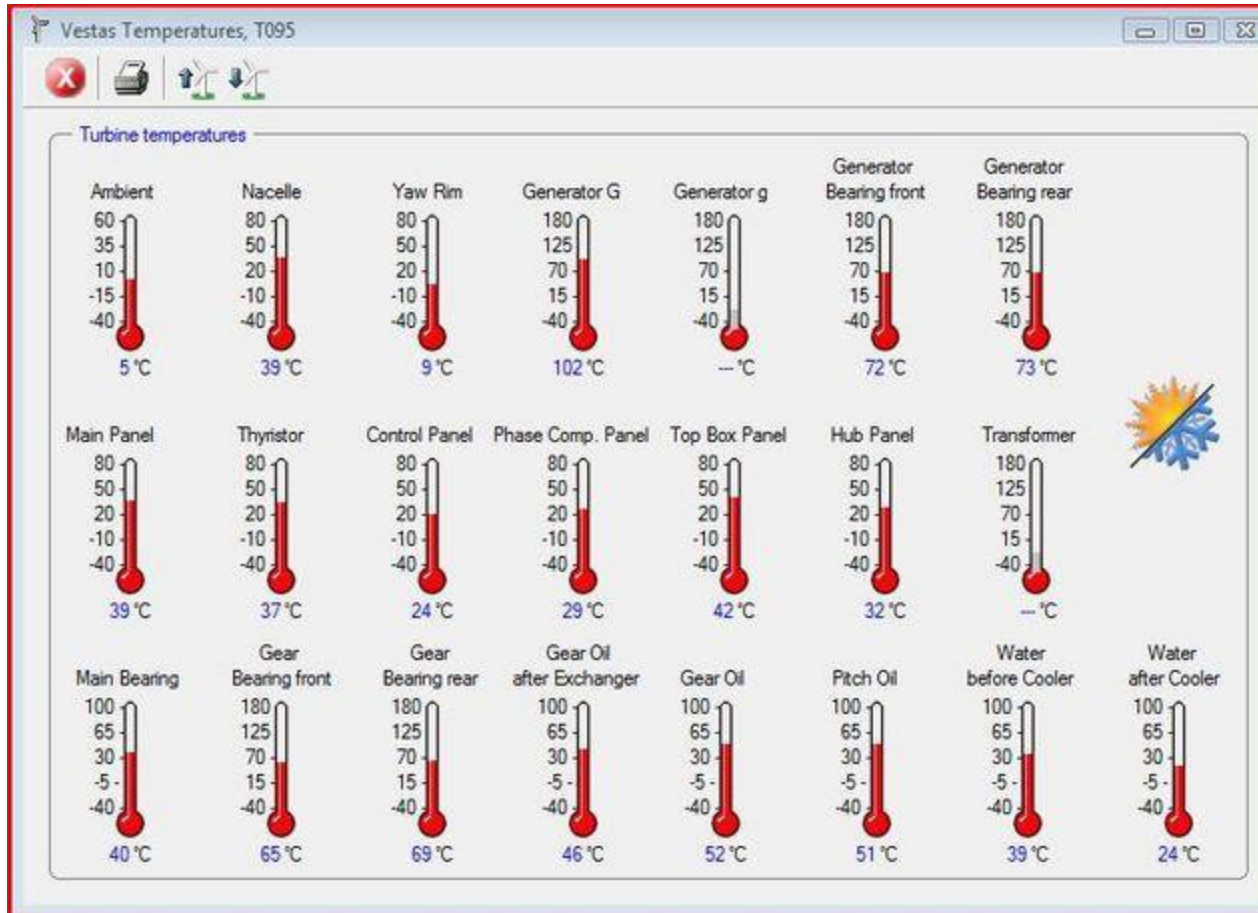 Vestas Temperatures, T095
Turbine temperatures
Generator Generator
Ambient Nacelle Yaw Rim Generator G Generator g Bearing front Bearing rear
60 80 80 180 180 180 180
35 50 50 125 125 125 125
10 20 20 70 70 70 70
-15 -10 -10 15 15 15 15
-40 -40 -40 -40 -40 -40 -40
5 °C 39 °C 9 °C 102 °C --- °C 72 °C 73 °C
Main Panel Thyristor Control Panel Phase Comp. Panel Top Box Panel Hub Panel Transformer
80 80 80 80 80 80 180
50 50 50 50 50 50 125
20 20 20 20 20 20 70
-10 -10 -10 -10 -10 -10 15
-40 -40 -40 -40 -40 -40 -40
39 °C 37 °C 24 °C 29 °C 42 °C 32 °C --- °C
Gear Gear Gear Oil Water Water
Main Bearing Bearing front Bearing rear after Exchanger Gear Oil Pitch Oil before Cooler after Cooler
100 180 180 100 100 100 100 100
65 125 125 65 65 65 65 65
30 70 70 30 30 30 30 30
-5 15 15 -5 -5 -5 -5 -5
-40 -40 -40 -40 -40 -40 -40 -40
40 °C 65 °C 69 °C 46 °C 52 °C 51 °C 39 °C 24 °C